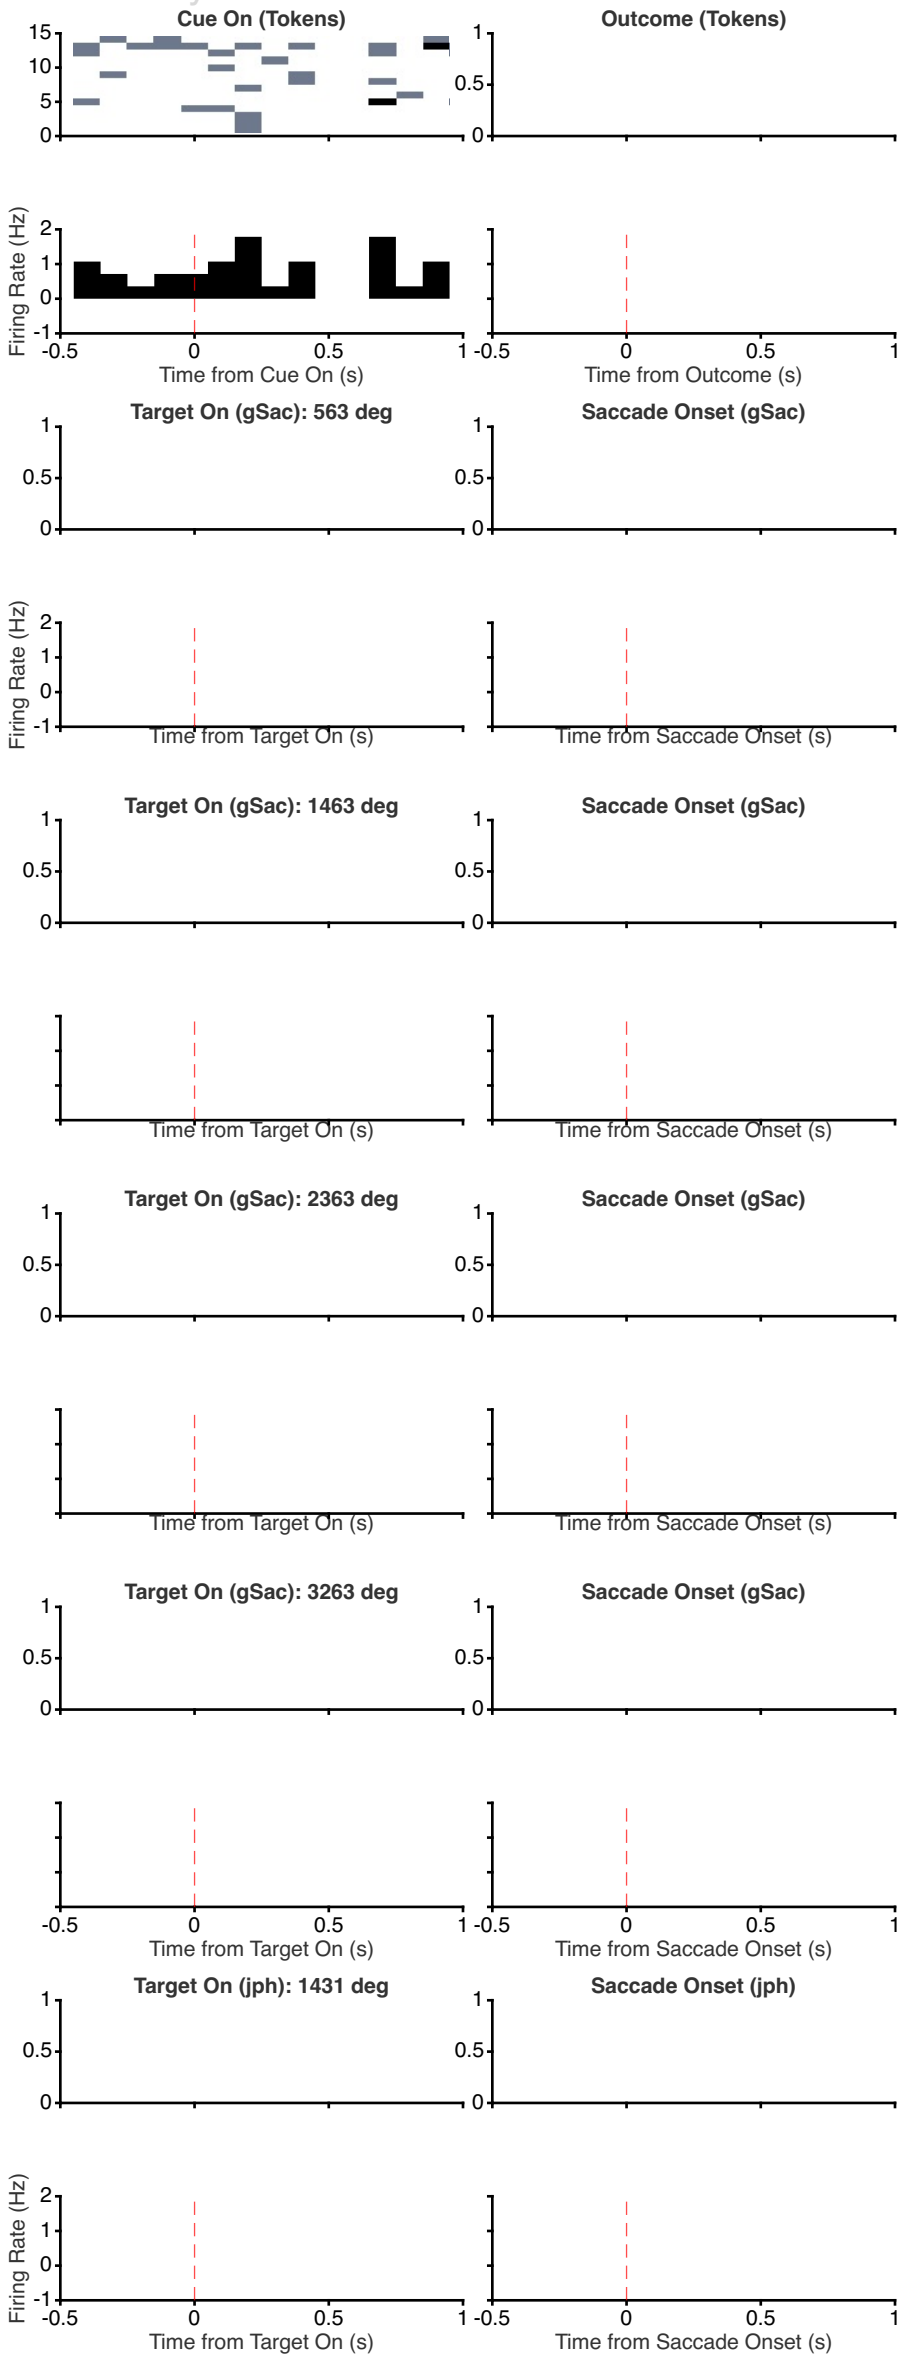 Cue On (Tokens)
Outcome (Tokens)
15
10
5
0
1
0.5
0
Firing Rate (Hz)
2
1
0
-1
-0.5 0 0.5 1
Time from Cue On (s)
-0.5 0 0.5 1
Time from Outcome (s)
Target On (gSac): 563 deg
Saccade Onset (gSac)
1
0.5
0
1
0.5
0
Firing Rate (Hz)
2
1
0
-1
Time from Target On (s)
Time from Saccade Onset (s)
Target On (gSac): 1463 deg
Saccade Onset (gSac)
1
0.5
0
1
0.5
0
Time from Target On (s)
Time from Saccade Onset (s)
Target On (gSac): 2363 deg
Saccade Onset (gSac)
1
0.5
0
1
0.5
0
Time from Target On (s)
Time from Saccade Onset (s)
Target On (gSac): 3263 deg
Saccade Onset (gSac)
1
0.5
0
1
0.5
0
-0.5 0 0.5 1
Time from Target On (s)
-0.5 0 0.5 1
Time from Saccade Onset (s)
Target On (jph): 1431 deg
Saccade Onset (jph)
1
0.5
0
1
0.5
0
Firing Rate (Hz)
2
1
0
-1
-0.5 0 0.5 1
Time from Target On (s)
-0.5 0 0.5 1
Time from Saccade Onset (s)